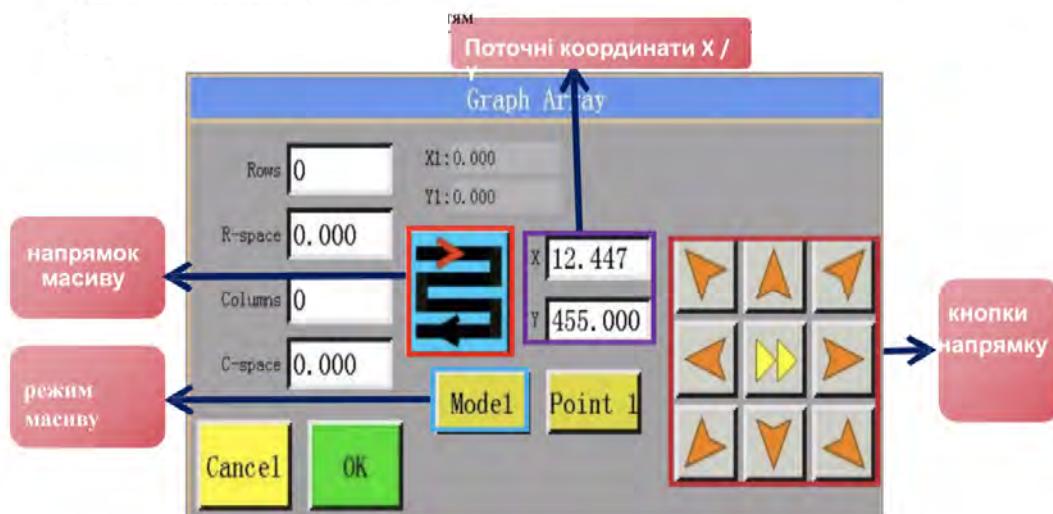 тям
Поточні координати X /
Y
Graph Array
Rows 0
X1:0.000
Y1:0.000
R-space 0.000
X 12.447
напрямок
масиву
Columns 0
Y 455.000
кнопки
напрямку
C-space 0.000
режим
масиву
Mode1
Point 1
Cancel
OK